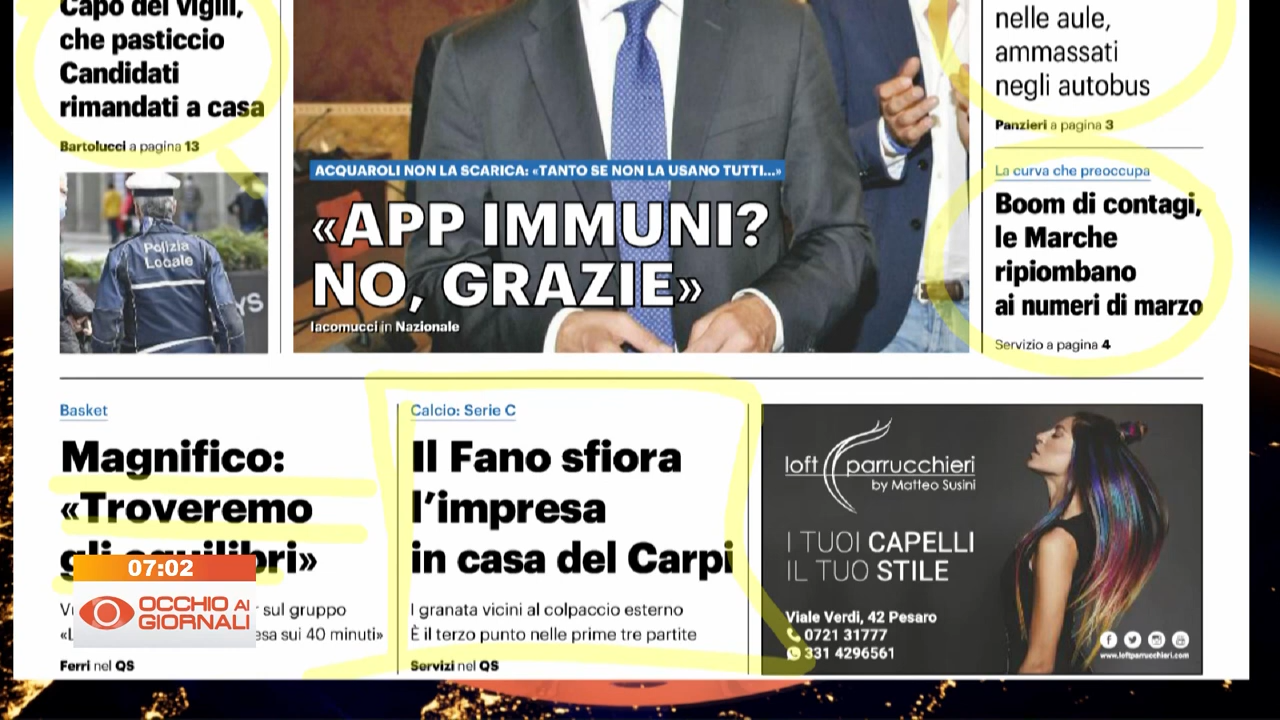 Capo dei vigili,
che pasticcio
Candidati
rimandati a casa
Bartolucci a pagina 13
Polizia
Locale
ACQUAROLI NON LA SCARICA: «TANTO SE NON LA USANO TUTTI...»
«APP IMMUNI?
NO, GRAZIE»
Iacomucci in Nazionale
nelle aule,
ammassati
negli autobus
Panzieri a pagina 3
La curva che preoccupa
Boom di contagi,
le Marche
ripiombano
ai numeri di marzo
Servizio a pagina 4
Basket
Magnifico:
«Troveremo
gli equilibri»
sul gruppo
esa sui 40 minuti»
Ferri nel QS
Calcio: Serie C
Il Fano sfiora
l'impresa
in casa del Carpi
I granata vicini al colpaccio esterno
È il terzo punto nelle prime tre partite
Servizi nel QS
loft parrucchieri
by Matteo Susini
I TUOI CAPELLI
IL TUO STILE
Viale Verdi, 42 Pesaro
0721 31777
331 4296561
www.loftparrucchieri.com
07:02
OCCHIO AI
GIORNALI